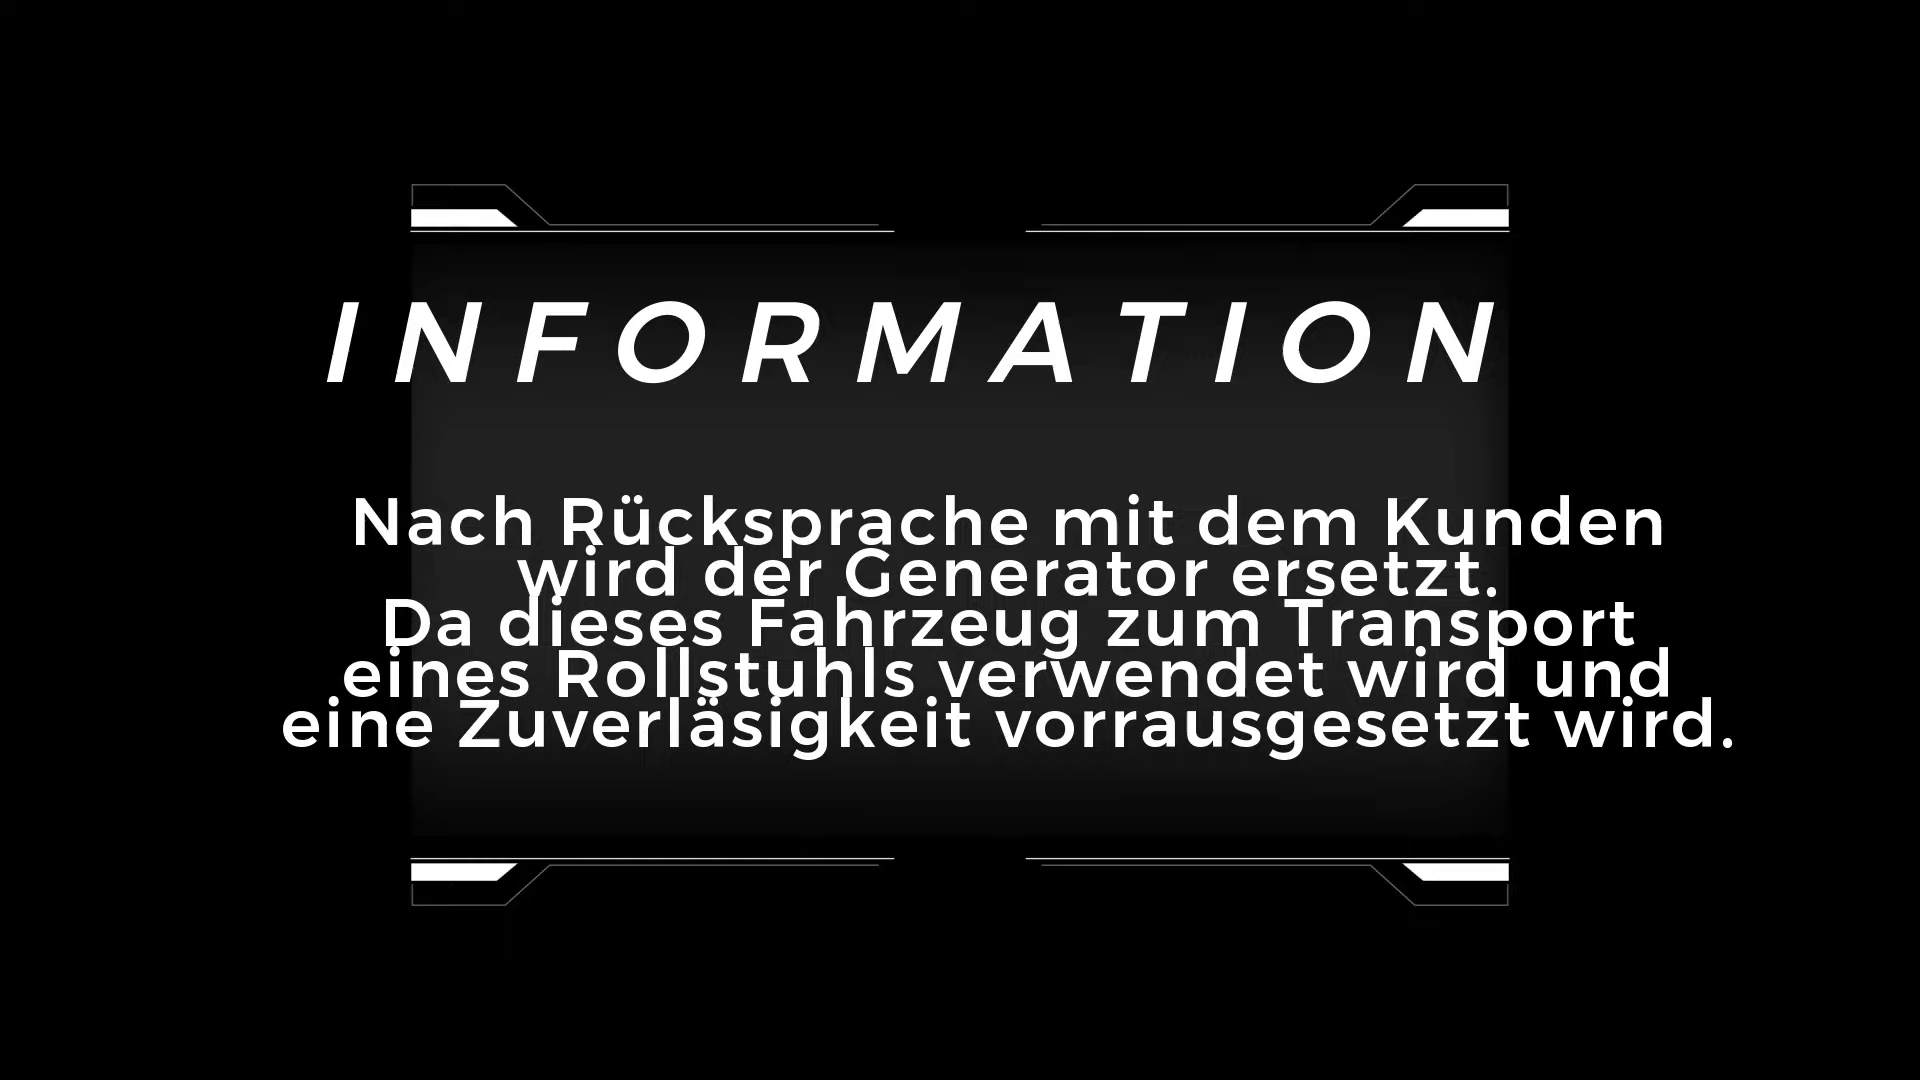 INFORMATION
Nach Rücksprache mit dem Kunden
wird der Generator ersetzt.
Da dieses Fahrzeug zum Transport
eines Rollstuhls verwendet wird und
eine Zuverläsigkeit vorrausgesetzt wird.